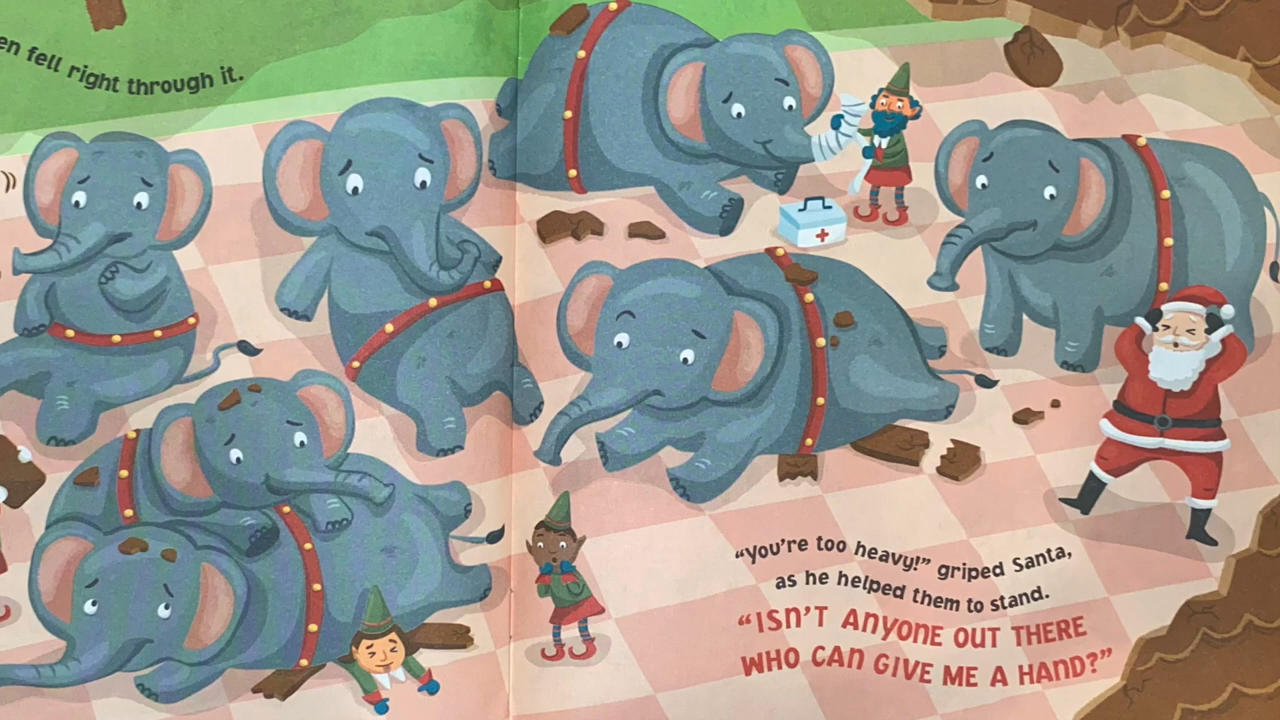 fell right through it.
“you’re too heavy!” griped Santa,
as he helped them to stand.
“ISN’T ANYONE OUT THERE
WHO CAN GIVE ME A HAND?”